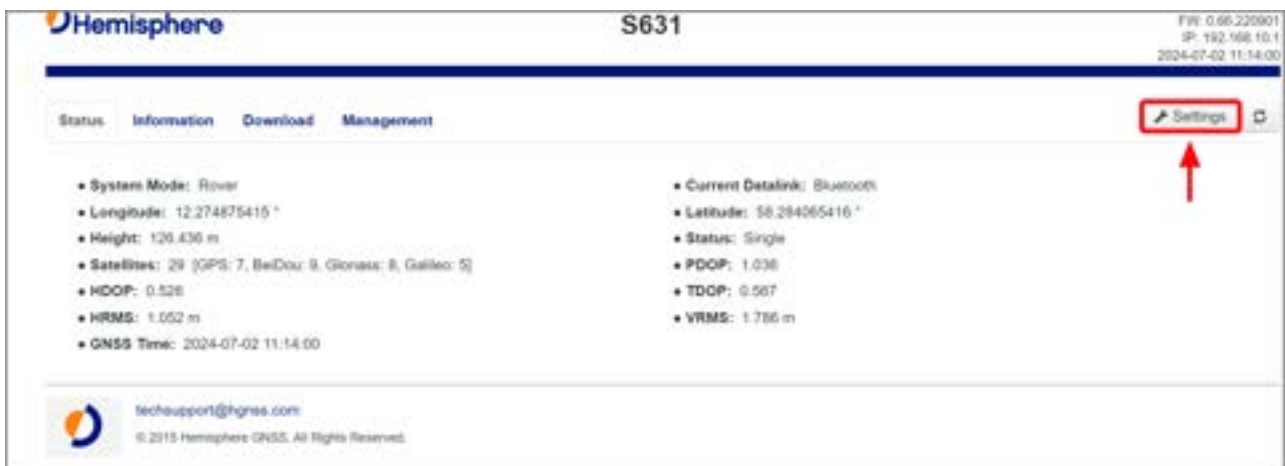 Hemisphere
S631
FW: 0.66.220901
IP: 192.168.10.1
2024-07-02 11:14:00
Status Information Download Management Settings
• System Mode: Rover
• Current Datalink: Bluetooth
• Longitude: 12.274875415 °
• Latitude: 58.284065416 °
• Height: 126.436 m
• Status: Single
• Satellites: 29 [GPS: 7, BeiDou: 9, Glonass: 8, Galileo: 5]
• PDOP: 1.036
• HDOP: 0.526
• TDOP: 0.567
• HRMS: 1.052 m
• VRMS: 1.786 m
• GNSS Time: 2024-07-02 11:14:00
techsupport@hgnss.com
© 2015 Hemisphere GNSS. All Rights Reserved.